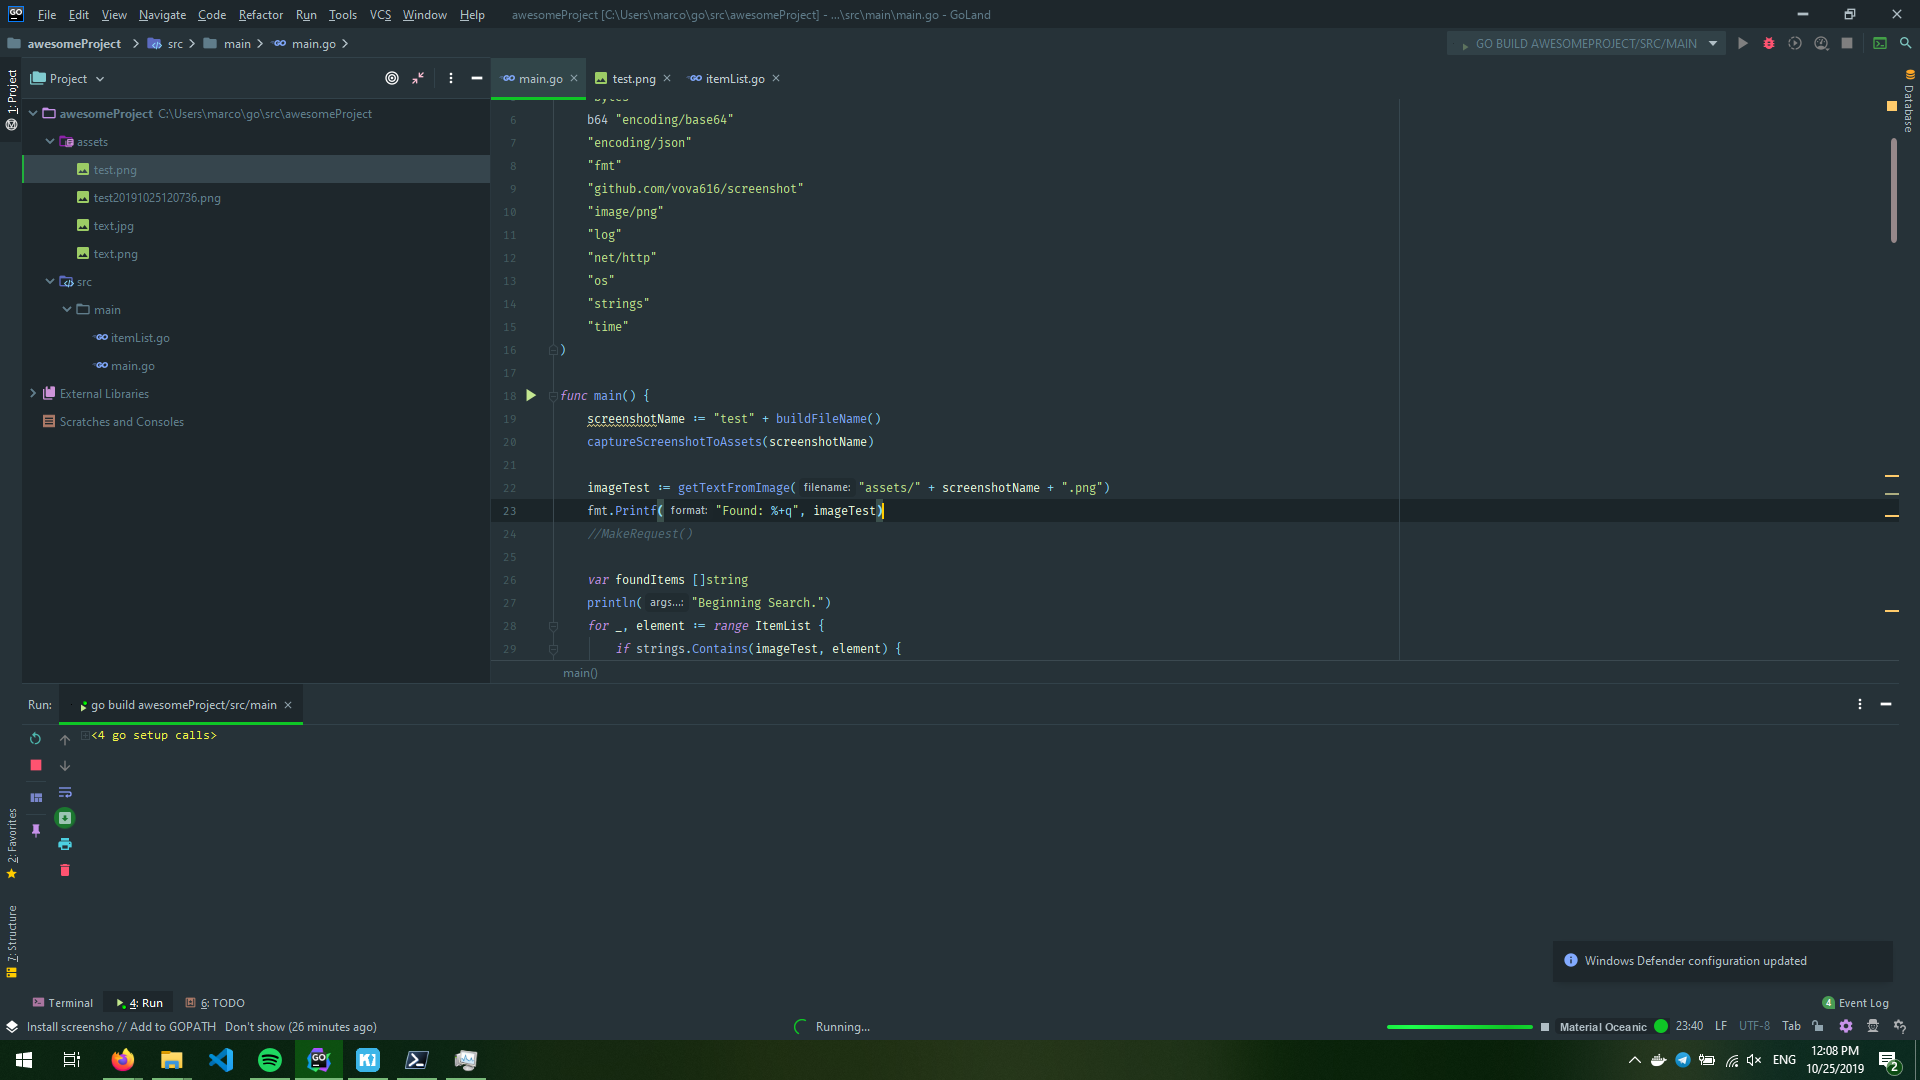 GO File Edit View Navigate Code Refactor Run Tools VCS Window Help awesomeProject [C:\Users\marco\go\src\awesomeProject] - ...\src\main\main.go - GoLand
awesomeProject src main main.go GO BUILD AWESOMEPROJECT/SRC/MAIN
1: Project
Project
main.go test.png itemList.go
Database
awesomeProject C:\Users\marco\go\src\awesomeProject
assets
test.png
test20191025120736.png
text.jpg
text.png
src
main
itemList.go
main.go
External Libraries
Scratches and Consoles
bytes
6 b64 "encoding/base64"
7 "encoding/json"
8 "fmt"
9 "github.com/vova616/screenshot"
10 "image/png"
11 "log"
12 "net/http"
13 "os"
14 "strings"
15 "time"
16 )
17
18 func main() {
19 screenshotName := "test" + buildFileName()
20 captureScreenshotToAssets(screenshotName)
21
22 imageTest := getTextFromImage( filename: "assets/" + screenshotName + ".png")
23 fmt.Printf( format: "Found: %+q", imageTest)
24 //MakeRequest()
25
26 var foundItems []string
27 println( args...: "Beginning Search.")
28 for _, element := range ItemList {
29 if strings.Contains(imageTest, element) {
main()
Run: go build awesomeProject/src/main
<4 go setup calls>
2: Favorites
7: Structure
Windows Defender configuration updated
Terminal 4: Run 6: TODO 4 Event Log
Install screensho // Add to GOPATH Don't show (26 minutes ago) Running... Material Oceanic 23:40 LF UTF-8 Tab
GO K1 ENG 12:08 PM
10/25/2019 2